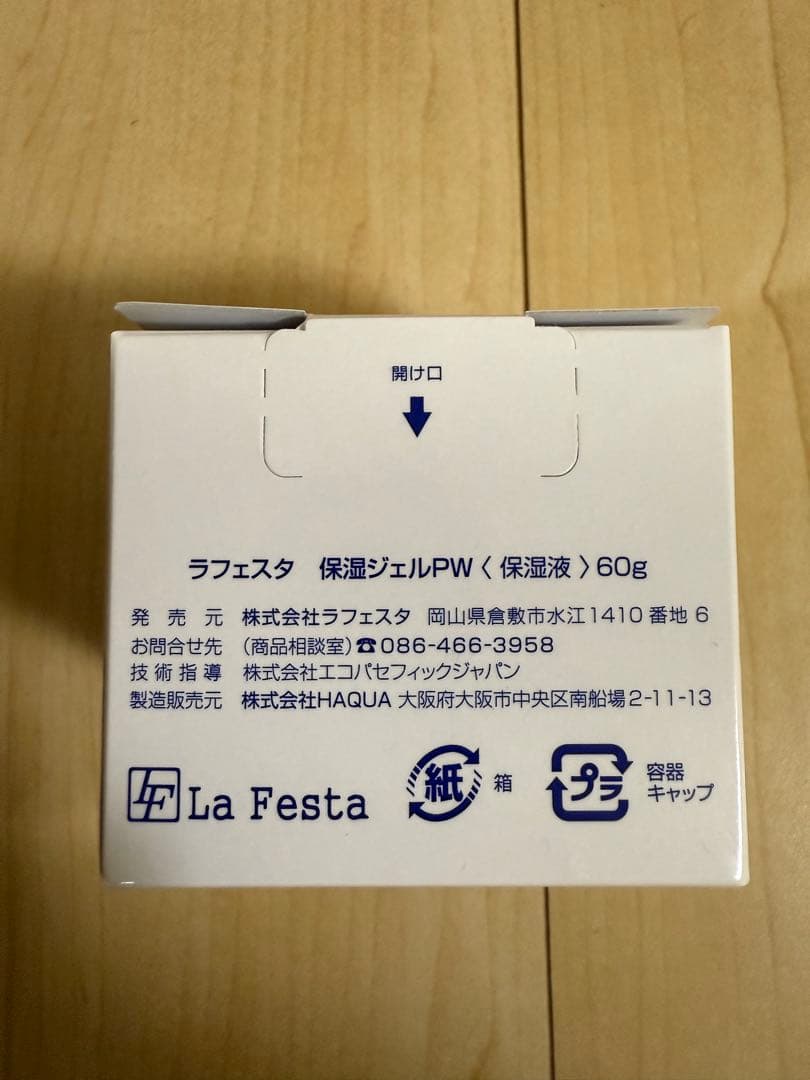 開け口
ラフェスタ 保湿ジェルPW〈保湿液〉60g
発売元 株式会社ラフェスタ 岡山県倉敷市水江1410番地6
お問合せ先 (商品相談室)☎086-466-3958
技術指導 株式会社エコパセフィックジャパン
製造販売元 株式会社HAQUA 大阪府大阪市中央区南船場2-11-13
LF La Festa 紙 箱 プラ 容器
キャップ